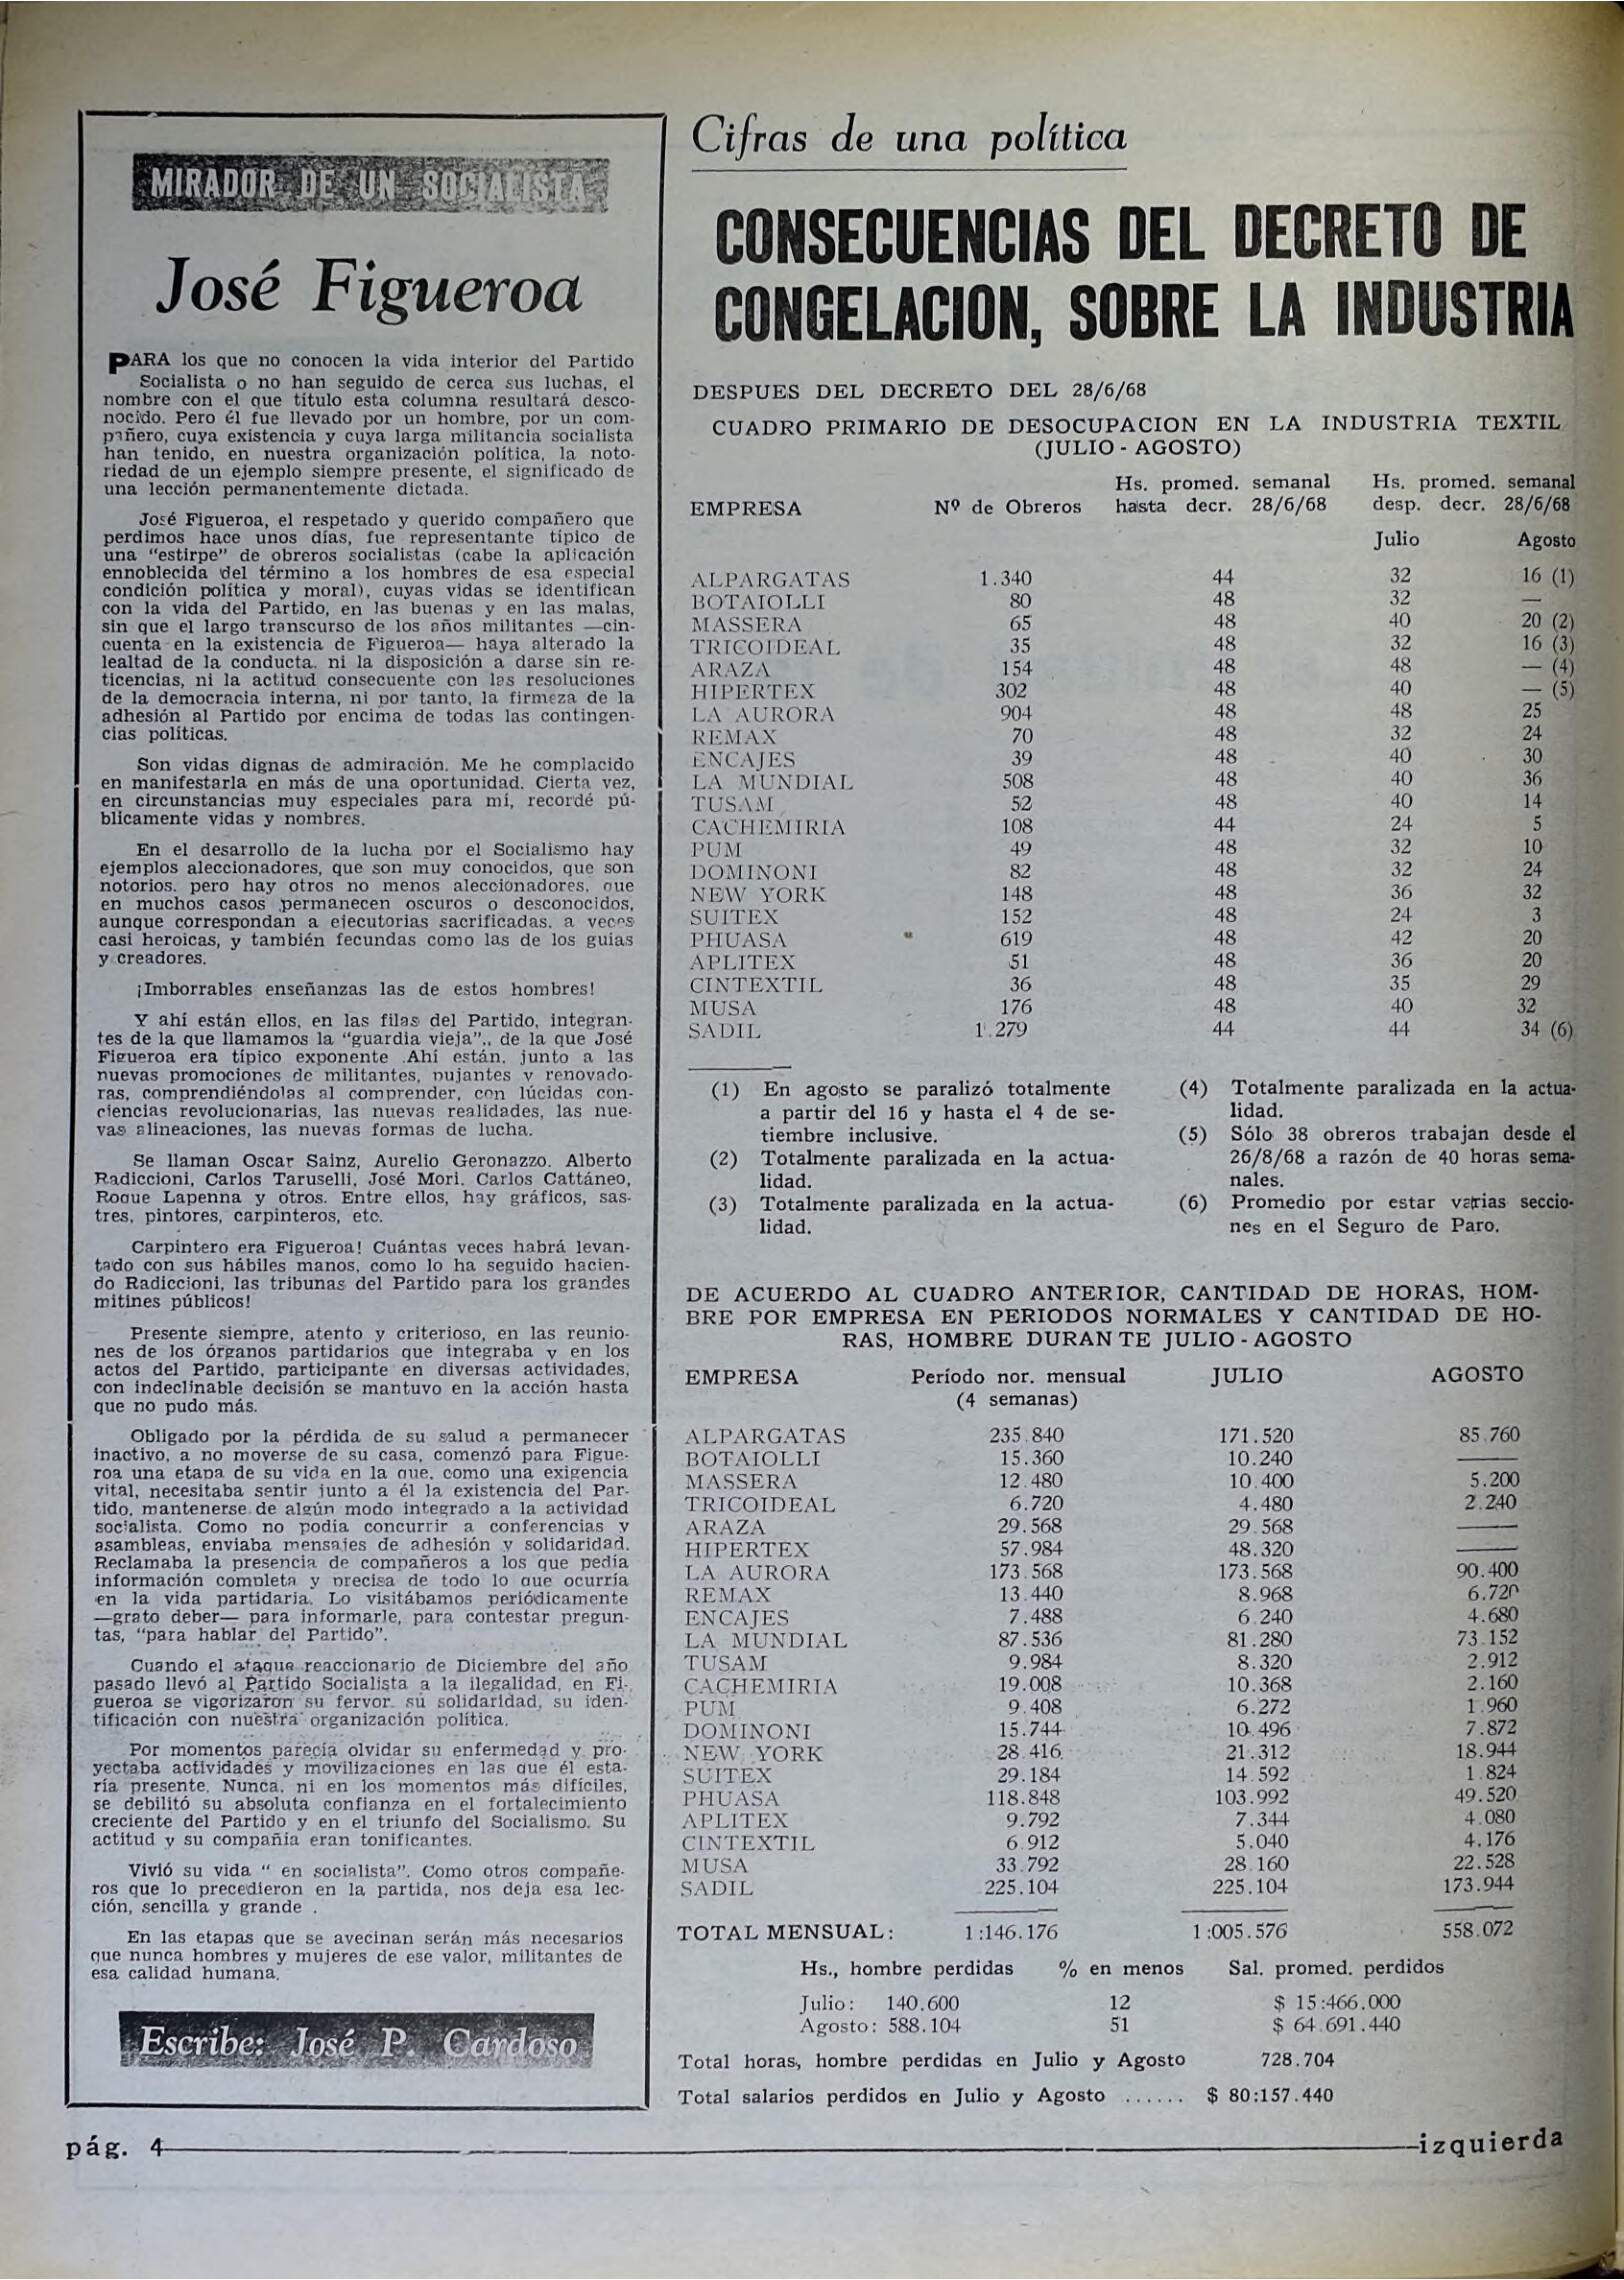 MIRADOR DE UN SOCIALISTA
José Figueroa
PARA los que no conocen la vida interior del Partido
Socialista o no han seguido de cerca sus luchas, el
nombre con el que título esta columna resultará desco-
nocido. Pero él fue llevado por un hombre, por un com-
pañero, cuya existencia y cuya larga militancia socialista
han tenido, en nuestra organización política, la noto-
riedad de un ejemplo siempre presente, el significado de
una lección permanentemente dictada.
José Figueroa, el respetado y querido compañero que
perdimos hace unos días, fue representante típico de
una "estirpe" de obreros socialistas (cabe la aplicación
ennoblecida del término a los hombres de esa especial
condición política y moral), cuyas vidas se identifican
con la vida del Partido, en las buenas y en las malas,
sin que el largo transcurso de los años militantes —cin-
cuenta en la existencia de Figueroa— haya alterado la
lealtad de la conducta, ni la disposición a darse sin re-
ticencias, ni la actitud consecuente con las resoluciones
de la democracia interna, ni por tanto, la firmeza de la
adhesión al Partido por encima de todas las contingen-
cias políticas.
Son vidas dignas de admiración. Me he complacido
en manifestarla en más de una oportunidad. Cierta vez,
en circunstancias muy especiales para mí, recordé pú-
blicamente vidas y nombres.
En el desarrollo de la lucha por el Socialismo hay
ejemplos aleccionadores, que son muy conocidos, que son
notorios. pero hay otros no menos aleccionadores, que
en muchos casos permanecen oscuros o desconocidos,
aunque correspondan a ejecutorias sacrificadas, a veces
casi heroicas, y también fecundas como las de los guías
y creadores.
¡Imborrables enseñanzas las de estos hombres!
Y ahí están ellos, en las filas del Partido, integran-
tes de la que llamamos la "guardia vieja",. de la que José
Figueroa era típico exponente .Ahí están, junto a las
nuevas promociones de militantes, pujantes y renovado-
ras, comprendiéndolas al comprender, con lúcidas con-
ciencias revolucionarias, las nuevas realidades, las nue-
vas alineaciones, las nuevas formas de lucha.
Se llaman Oscar Sainz, Aurelio Geronazzo, Alberto
Radiccioni, Carlos Taruselli, José Mori, Carlos Cattáneo,
Roque Lapenna y otros. Entre ellos, hay gráficos, sas-
tres, pintores, carpinteros, etc.
Carpintero era Figueroa! Cuántas veces habrá levan-
tado con sus hábiles manos, como lo ha seguido hacien-
do Radiccioni, las tribunas del Partido para los grandes
mitines públicos!
Presente siempre, atento y criterioso, en las reunio-
nes de los órganos partidarios que integraba y en los
actos del Partido, participante en diversas actividades,
con indeclinable decisión se mantuvo en la acción hasta
que no pudo más.
Obligado por la pérdida de su salud a permanecer
inactivo, a no moverse de su casa, comenzó para Figue-
roa una etapa de su vida en la que, como una exigencia
vital, necesitaba sentir junto a él la existencia del Par-
tido, mantenerse de algún modo integrado a la actividad
socialista. Como no podía concurrir a conferencias y
asambleas, enviaba mensajes de adhesión y solidaridad.
Reclamaba la presencia de compañeros a los que pedía
información completa y precisa de todo lo que ocurría
en la vida partidaria. Lo visitábamos periódicamente
—grato deber— para informarle, para contestar pregun-
tas, "para hablar del Partido".
Cuando el ataque reaccionario de Diciembre del año
pasado llevó al Partido Socialista a la ilegalidad, en Fi-
gueroa se vigorizaron su fervor, su solidaridad, su iden-
tificación con nuestra organización política.
Por momentos parecía olvidar su enfermedad y pro-
yectaba actividades y movilizaciones en las que él esta-
ría presente. Nunca, ni en los momentos más difíciles,
se debilitó su absoluta confianza en el fortalecimiento
creciente del Partido y en el triunfo del Socialismo. Su
actitud y su compañía eran tonificantes.
Vivió su vida " en socialista". Como otros compañe-
ros que lo precedieron en la partida, nos deja esa lec-
ción, sencilla y grande .
En las etapas que se avecinan serán más necesarios
que nunca hombres y mujeres de ese valor, militantes de
esa calidad humana.
Escribe: José P. Cardoso
Cifras de una política
CONSECUENCIAS DEL DECRETO DE
CONGELACION, SOBRE LA INDUSTRIA
DESPUES DEL DECRETO DEL 28/6/68
CUADRO PRIMARIO DE DESOCUPACION EN LA INDUSTRIA TEXTIL
(JULIO - AGOSTO)
Hs. promed. semanal Hs. promed. semanal
EMPRESA Nº de Obreros hasta decr. 28/6/68 desp. decr. 28/6/68
Julio Agosto
ALPARGATAS 1.340 44 32 16 (1)
BOTAIOLLI 80 48 32 —
MASSERA 65 48 40 20 (2)
TRICOIDEAL 35 48 32 16 (3)
ARAZA 154 48 48 — (4)
HIPERTEX 302 48 40 — (5)
LA AURORA 904 48 48 25
REMAX 70 48 32 24
ENCAJES 39 48 40 30
LA MUNDIAL 508 48 40 36
TUSAM 52 48 40 14
CACHEMIRIA 108 44 24 5
PUM 49 48 32 10
DOMINONI 82 48 32 24
NEW YORK 148 48 36 32
SUITEX 152 48 24 3
PHUASA 619 48 42 20
APLITEX 51 48 36 20
CINTEXTIL 36 48 35 29
MUSA 176 48 40 32
SADIL 1.279 44 44 34 (6)
(1) En agosto se paralizó totalmente
a partir del 16 y hasta el 4 de se-
tiembre inclusive.
(2) Totalmente paralizada en la actua-
lidad.
(3) Totalmente paralizada en la actua-
lidad.
(4) Totalmente paralizada en la actua-
lidad.
(5) Sólo 38 obreros trabajan desde el
26/8/68 a razón de 40 horas sema-
nales.
(6) Promedio por estar varias seccio-
nes en el Seguro de Paro.
DE ACUERDO AL CUADRO ANTERIOR, CANTIDAD DE HORAS, HOM-
BRE POR EMPRESA EN PERIODOS NORMALES Y CANTIDAD DE HO-
RAS, HOMBRE DURANTE JULIO - AGOSTO
EMPRESA Período nor. mensual JULIO AGOSTO
(4 semanas)
ALPARGATAS 235.840 171.520 85.760
BOTAIOLLI 15.360 10.240 ——
MASSERA 12.480 10.400 5.200
TRICOIDEAL 6.720 4.480 2.240
ARAZA 29.568 29.568 ——
HIPERTEX 57.984 48.320 ——
LA AURORA 173.568 173.568 90.400
REMAX 13.440 8.968 6.720
ENCAJES 7.488 6.240 4.680
LA MUNDIAL 87.536 81.280 73.152
TUSAM 9.984 8.320 2.912
CACHEMIRIA 19.008 10.368 2.160
PUM 9.408 6.272 1.960
DOMINONI 15.744 10.496 7.872
NEW YORK 28.416 21.312 18.944
SUITEX 29.184 14.592 1.824
PHUASA 118.848 103.992 49.520
APLITEX 9.792 7.344 4.080
CINTEXTIL 6.912 5.040 4.176
MUSA 33.792 28.160 22.528
SADIL 225.104 225.104 173.944
TOTAL MENSUAL: 1:146.176 1:005.576 558.072
Hs., hombre perdidas % en menos Sal. promed. perdidos
Julio: 140.600 12 $ 15:466.000
Agosto: 588.104 51 $ 64.691.440
Total horas, hombre perdidas en Julio y Agosto 728.704
Total salarios perdidos en Julio y Agosto ...... $ 80:157.440
pág. 4 izquierda